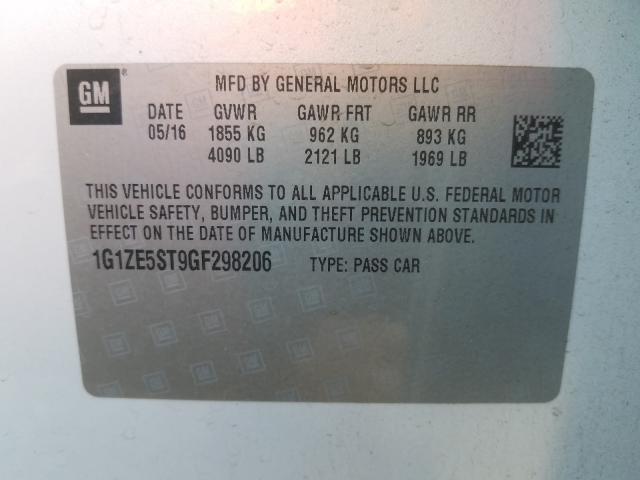 GM ® MFD BY GENERAL MOTORS LLC
DATE GVWR GAWR FRT GAWR RR
05/16 1855 KG 962 KG 893 KG
4090 LB 2121 LB 1969 LB
THIS VEHICLE CONFORMS TO ALL APPLICABLE U.S. FEDERAL MOTOR
VEHICLE SAFETY, BUMPER, AND THEFT PREVENTION STANDARDS IN
EFFECT ON THE DATE OF MANUFACTURE SHOWN ABOVE.
1G1ZE5ST9GF298206 TYPE: PASS CAR